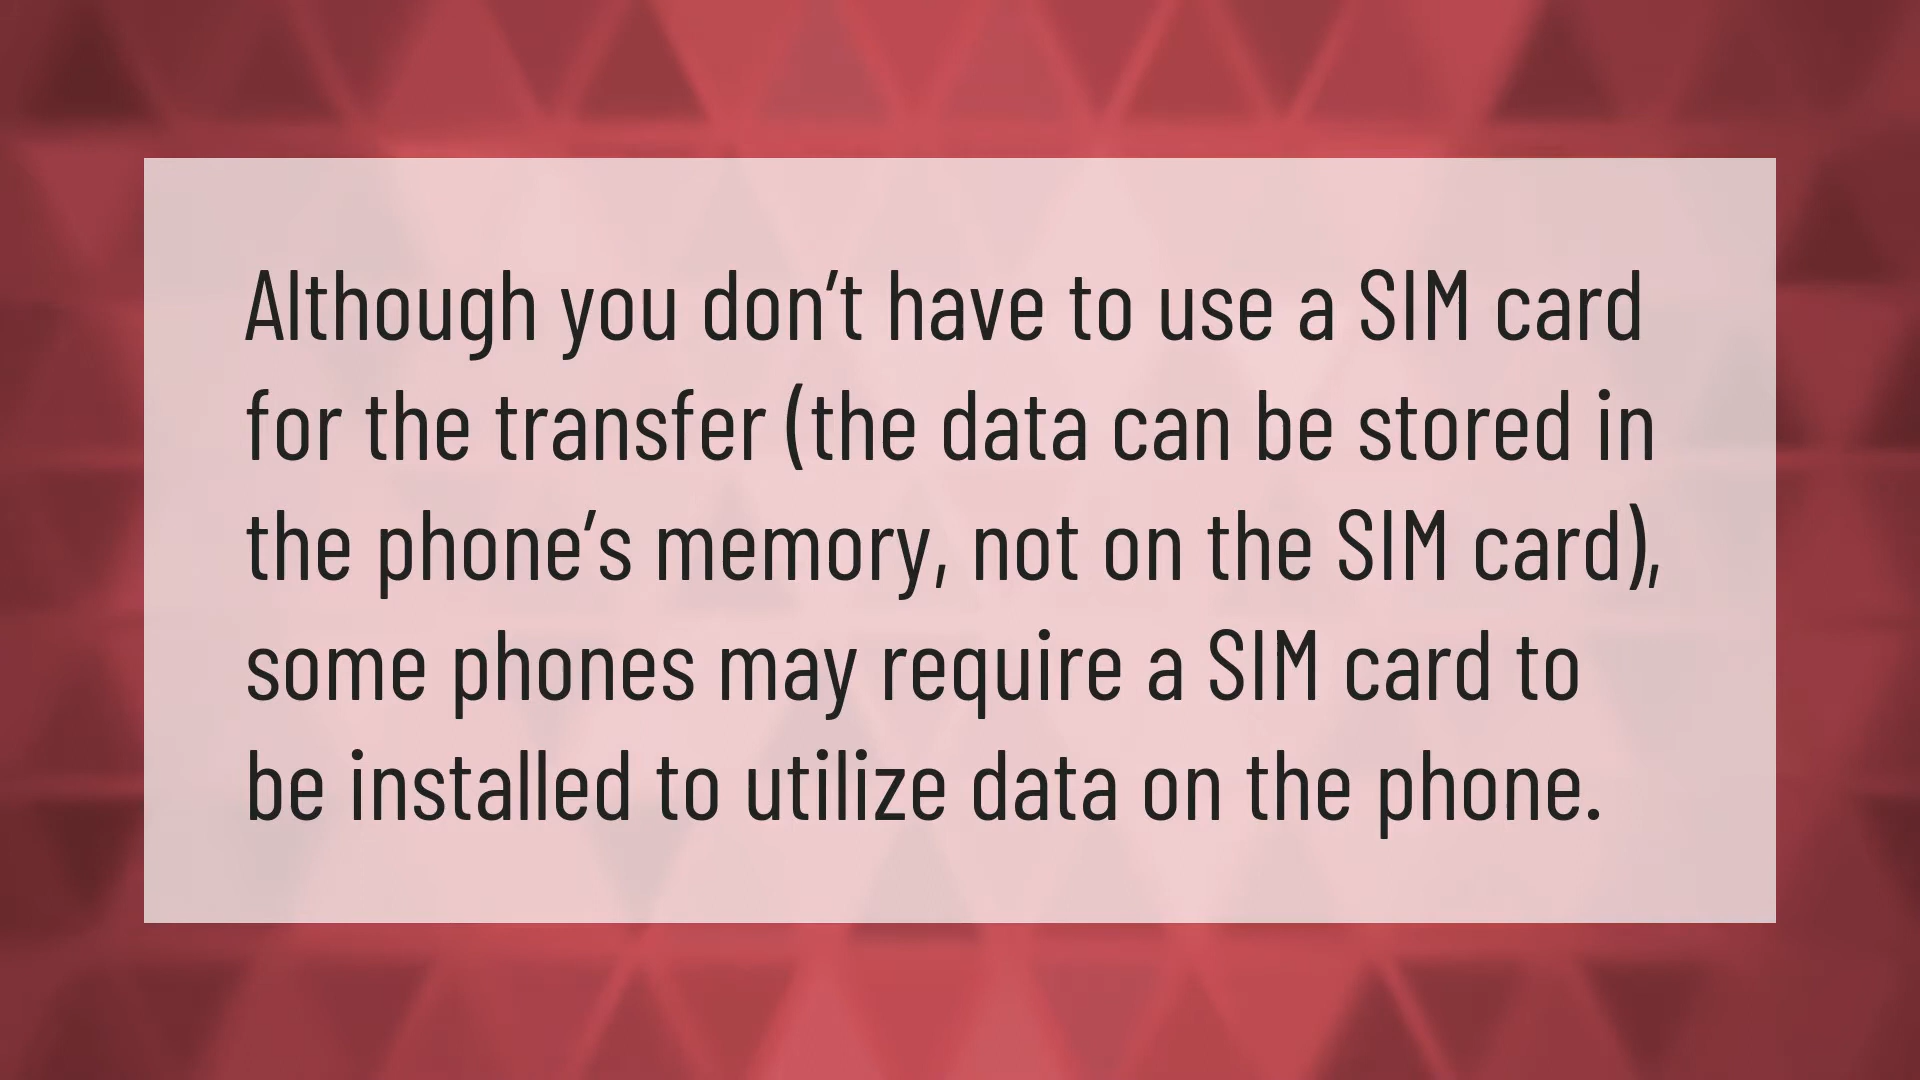 Although you don’t have to use a SIM card
for the transfer (the data can be stored in
the phone’s memory, not on the SIM card),
some phones may require a SIM card to
be installed to utilize data on the phone.